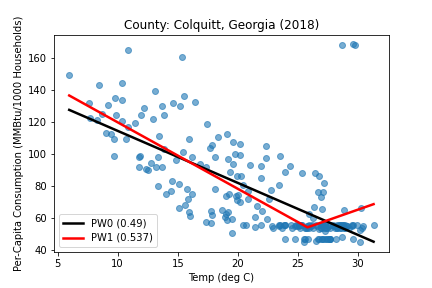 County: Colquitt, Georgia (2018)
Per-Capita Consumption (MMBtu/1000 Households)
160
140
120
100
80
60
40
PW0 (0.49)
PW1 (0.537)
5 10 15 20 25 30
Temp (deg C)